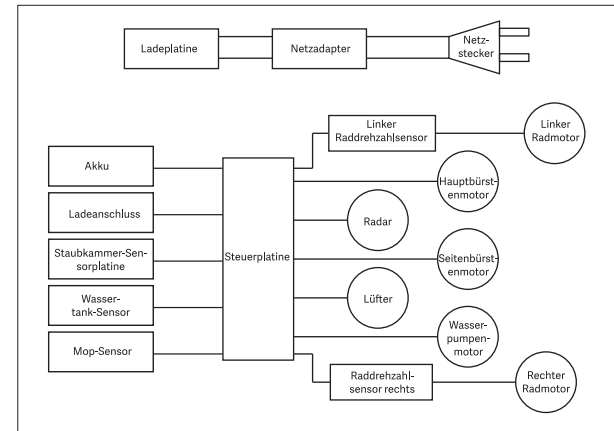 Ladeplatine
Netzadapter
Netz-
stecker
Linker
Raddrehzahlsensor
Linker
Radmotor
Akku
Hauptbürst-
enmotor
Ladeanschluss
Radar
Staubkammer-Sen-
sorplatine
Steuerplatine
Seitenbürst-
enmotor
Wasser-
tank-Sensor
Lüfter
Wasser-
pumpen-
motor
Mop-Sensor
Raddrehzahl-
sensor rechts
Rechter
Radmotor